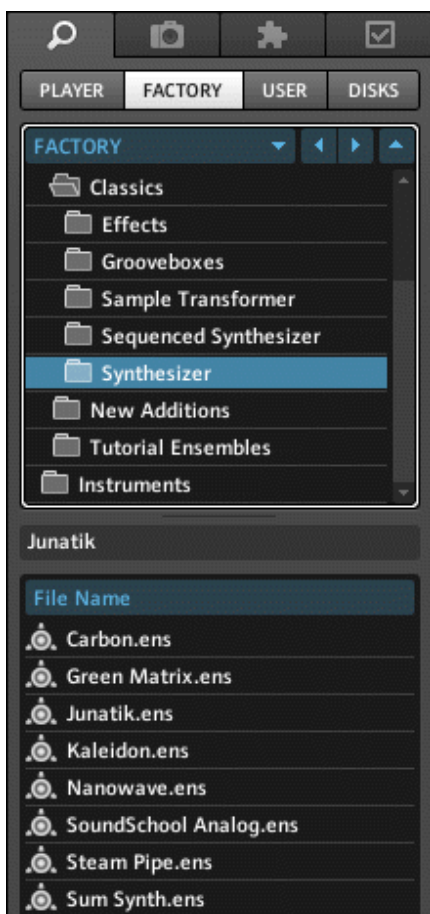 PLAYER FACTORY USER DISKS
FACTORY
Classics
Effects
Grooveboxes
Sample Transformer
Sequenced Synthesizer
Synthesizer
New Additions
Tutorial Ensembles
Instruments
Junatik
File Name
Carbon.ens
Green Matrix.ens
Junatik.ens
Kaleidon.ens
Nanowave.ens
SoundSchool Analog.ens
Steam Pipe.ens
Sum Synth.ens